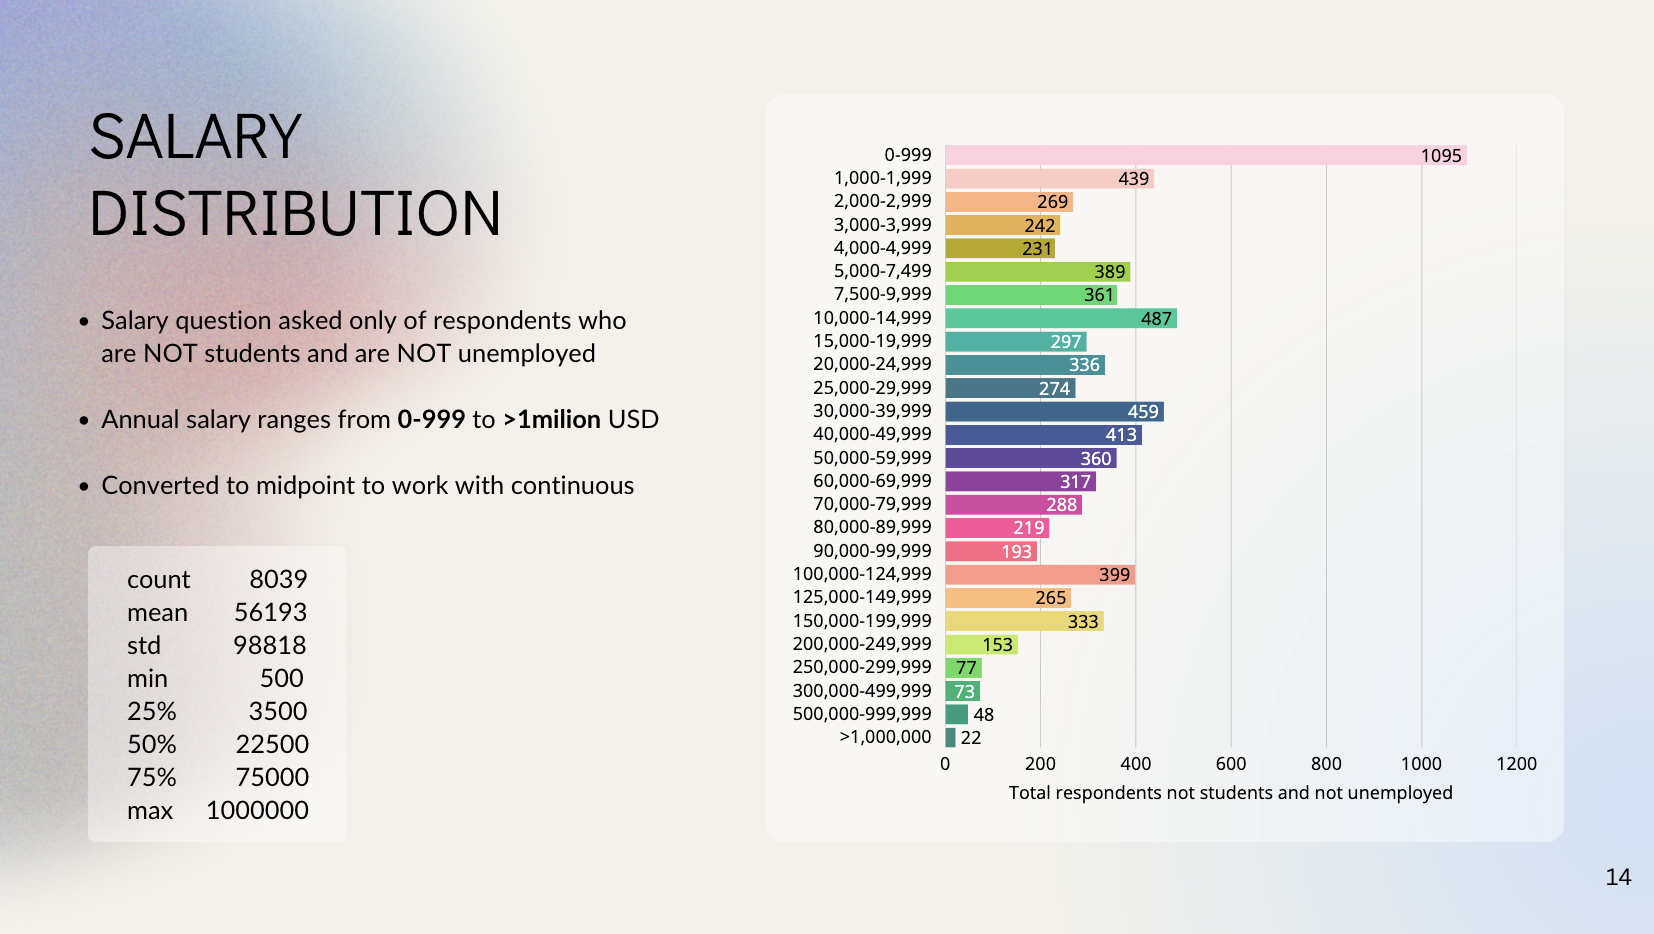 SALARY
DISTRIBUTION
• Salary question asked only of respondents who
are NOT students and are NOT unemployed
• Annual salary ranges from 0-999 to >1milion USD
• Converted to midpoint to work with continuous
count 8039
mean 56193
std 98818
min 500
25% 3500
50% 22500
75% 75000
max 1000000
0-999 1095
1,000-1,999 439
2,000-2,999 269
3,000-3,999 242
4,000-4,999 231
5,000-7,499 389
7,500-9,999 361
10,000-14,999 487
15,000-19,999 297
20,000-24,999 336
25,000-29,999 274
30,000-39,999 459
40,000-49,999 413
50,000-59,999 360
60,000-69,999 317
70,000-79,999 288
80,000-89,999 219
90,000-99,999 193
100,000-124,999 399
125,000-149,999 265
150,000-199,999 333
200,000-249,999 153
250,000-299,999 77
300,000-499,999 73
500,000-999,999 48
>1,000,000 22
0 200 400 600 800 1000 1200
Total respondents not students and not unemployed
14